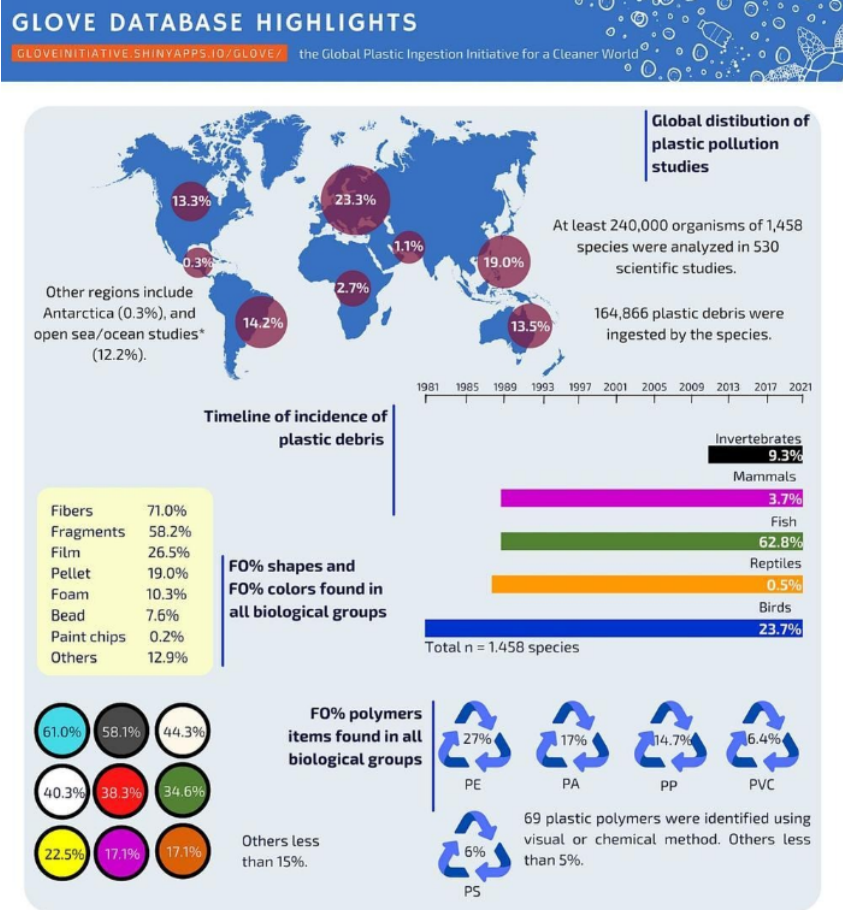 GLOVE DATABASE HIGHLIGHTS
GLOVEINITIATIVE.SHINYAPPS.IO/GLOVE/ the Global Plastic Ingestion Initiative for a Cleaner World
Global distibution of
plastic pollution
studies
13.3%
23.3%
0.3%
1.1%
19.0%
2.7%
14.2%
13.5%
At least 240,000 organisms of 1,458
species were analyzed in 530
scientific studies.
Other regions include
Antarctica (0.3%), and
open sea/ocean studies*
(12.2%).
164,866 plastic debris were
ingested by the species.
1981 1985 1989 1993 1997 2001 2005 2009 2013 2017 2021
Timeline of incidence of
plastic debris
Invertebrates
9.3%
Mammals
3.7%
Fish
62.8%
Reptiles
0.5%
Birds
23.7%
Total n = 1.458 species
Fibers 71.0%
Fragments 58.2%
Film 26.5%
Pellet 19.0%
Foam 10.3%
Bead 7.6%
Paint chips 0.2%
Others 12.9%
FO% shapes and
FO% colors found in
all biological groups
61.0% 58.1% 44.3%
40.3% 38.3% 34.6%
22.5% 17.1% 17.1%
Others less
than 15%.
FO% polymers
items found in all
biological groups
27% 17% 14.7% 6.4%
PE PA PP PVC
6%
PS
69 plastic polymers were identified using
visual or chemical method. Others less
than 5%.